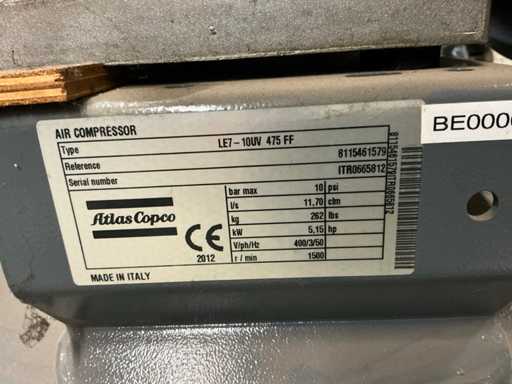 AIR COMPRESSOR
Type LE7-10UV 475 FF
Reference 8115461579
Serial number ITR0665812
bar max 10 psi
l/s 11,70 cfm
kg 262 lbs
kW 5,15 hp
V/ph/Hz 400/3/50
r / min 1500
Atlas Copco
CE
2012
MADE IN ITALY
BE000